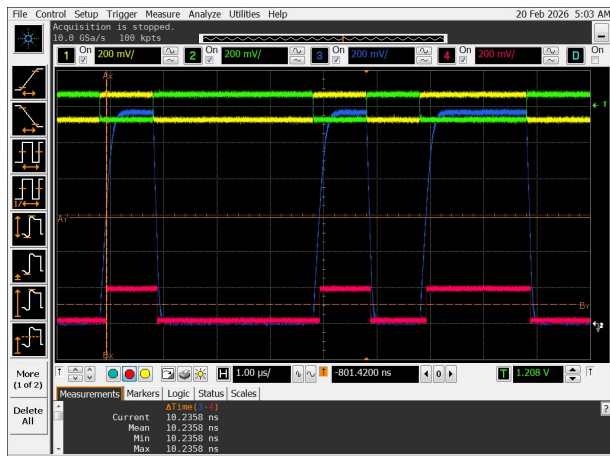 File Control Setup Trigger Measure Analyze Utilities Help 20 Feb 2026 5:03 AM
Acquisition is stopped.
10.0 GSa/s 100 kpts
1 On 200 mV/ 2 On 200 mV/ 3 On 200 mV/ 4 On 200 mV/ D On
Ax
T
Ay
By
Bx
More
(1 of 2)
Delete
All
H 1.00 µs/ -801.4200 ns 0 T 1.208 V
Measurements Markers Logic Status Scales
ΔTime(3-4)
Current 10.2358 ns
Mean 10.2358 ns
Min 10.2358 ns
Max 10.2358 ns
?